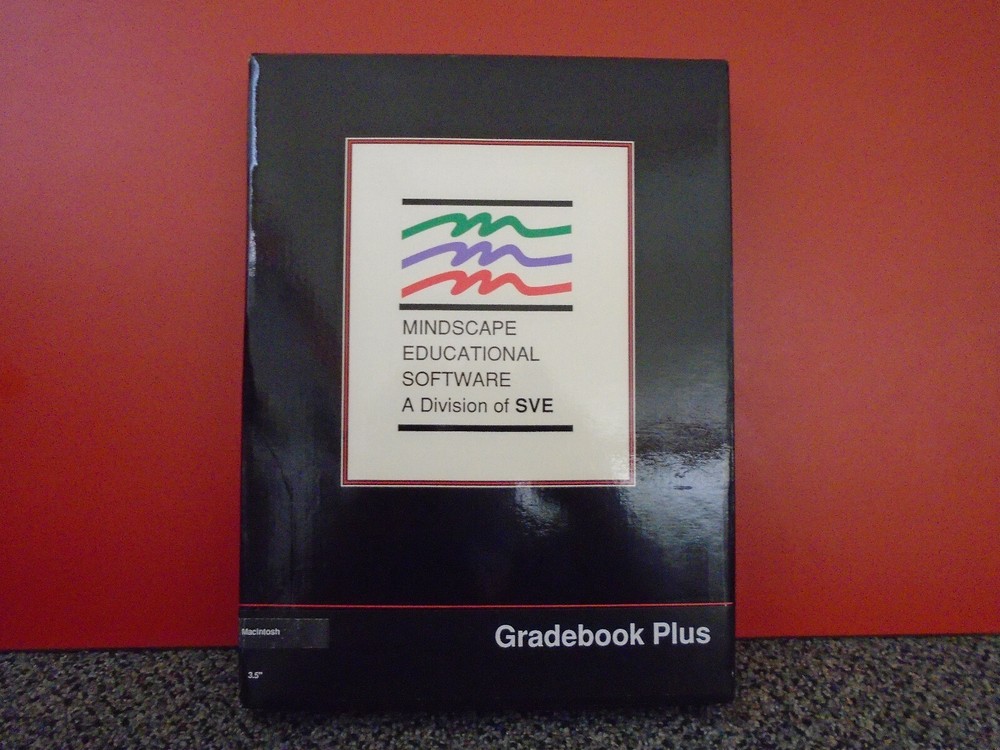 MINDSCAPE
EDUCATIONAL
SOFTWARE
A Division of SVE
Macintosh
Gradebook Plus
3.5"